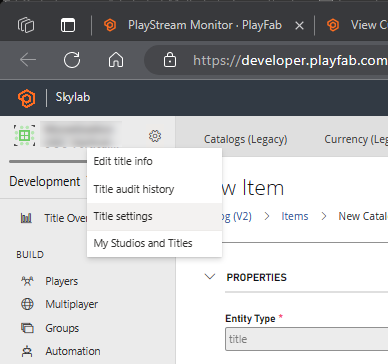 PlayStream Monitor · PlayFab
View C
https://developer.playfab.com
Skylab
Catalogs (Legacy)
Currency (Leg
Edit title info
Development
Title audit history
w Item
Title Over
Title settings
og (V2) > Items > New Catal
My Studios and Titles
BUILD
PROPERTIES
Players
Multiplayer
Entity Type *
Groups
title
Automation